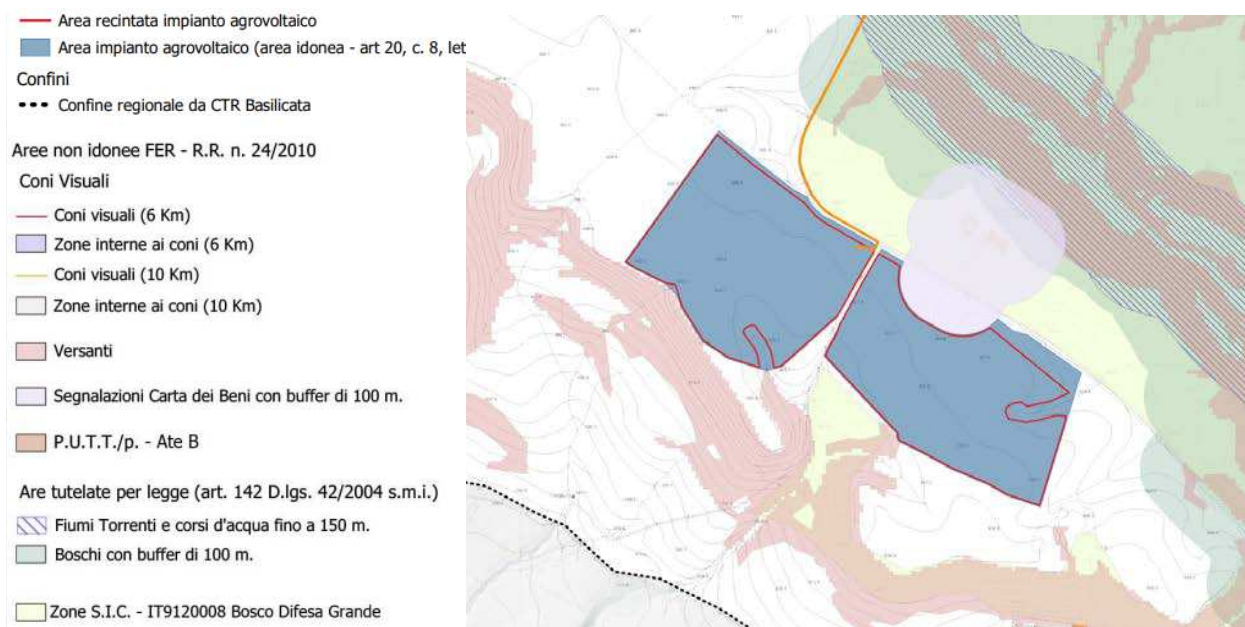 Area recintata impianto agrovoltaico
Area impianto agrovoltaico (area idonea - art 20, c. 8, let
Confini
Confine regionale da CTR Basilicata
Aree non idonee FER - R.R. n. 24/2010
Coni Visuali
Coni visuali (6 Km)
Zone interne ai coni (6 Km)
Coni visuali (10 Km)
Zone interne ai coni (10 Km)
Versanti
Segnalazioni Carta dei Beni con buffer di 100 m.
P.U.T.T./p. - Ate B
Are tutelate per legge (art. 142 D.lgs. 42/2004 s.m.i.)
Fiumi Torrenti e corsi d'acqua fino a 150 m.
Boschi con buffer di 100 m.
Zone S.I.C. - IT9120008 Bosco Difesa Grande